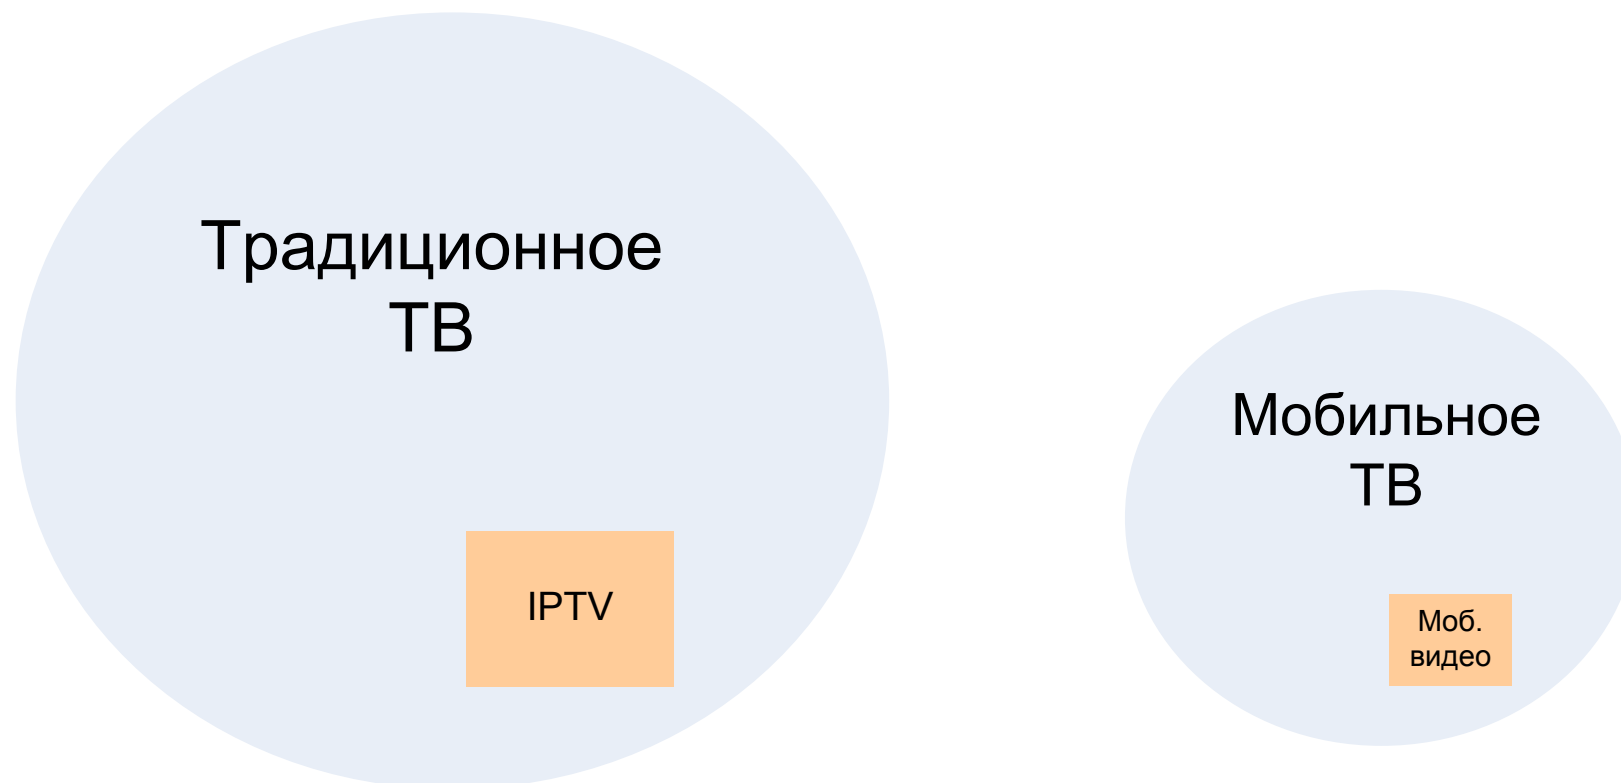 Традиционное
ТВ
IPTV
Мобильное
ТВ
Моб.
видео